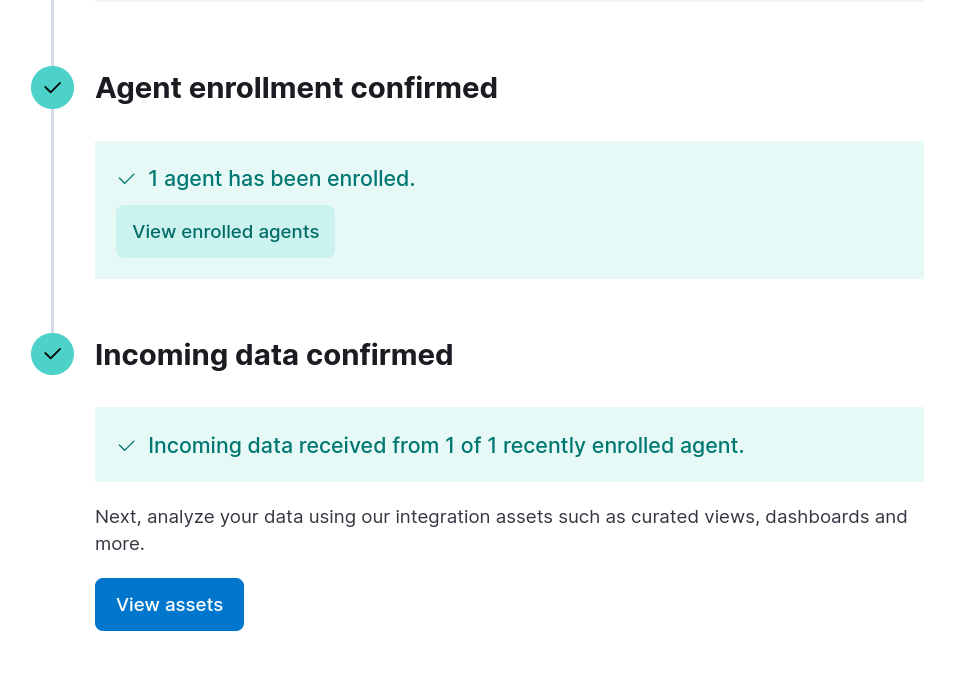 Agent enrollment confirmed
1 agent has been enrolled.
View enrolled agents
Incoming data confirmed
Incoming data received from 1 of 1 recently enrolled agent.
Next, analyze your data using our integration assets such as curated views, dashboards and
more.
View assets